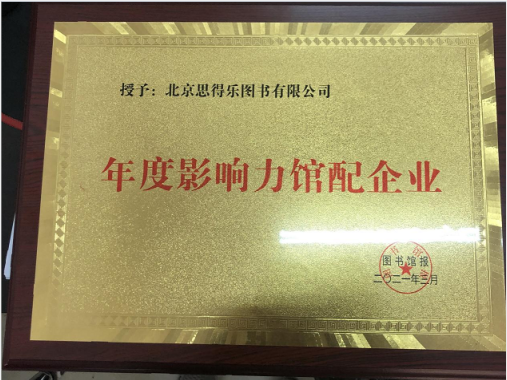 授予：北京思得乐图书有限公司
年度影响力馆配企业
图书馆报
二〇二一年三月